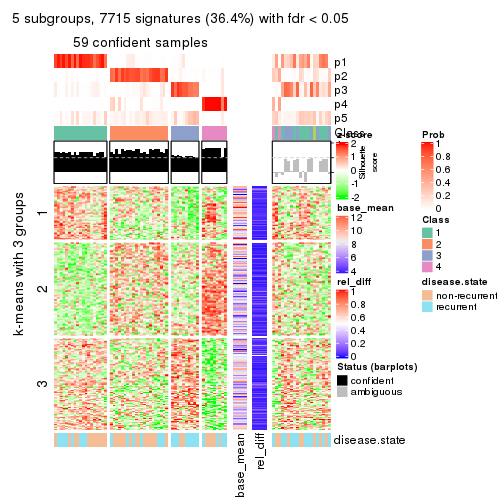 5 subgroups, 7715 signatures (36.4%) with fdr < 0.05
59 confident samples
p1
p2
p3
p4
p5
Class
Silhouette
score
1
2
3
k-means with 3 groups
base_mean
rel_diff
disease.state
z-score
2
1
0
-1
-2
base_mean
12
10
8
6
4
rel_diff
1
0.8
0.6
0.4
0.2
0
Status (barplots)
confident
ambiguous
Prob
1
0.8
0.6
0.4
0.2
0
Class
1
2
3
4
disease.state
non-recurrent
recurrent